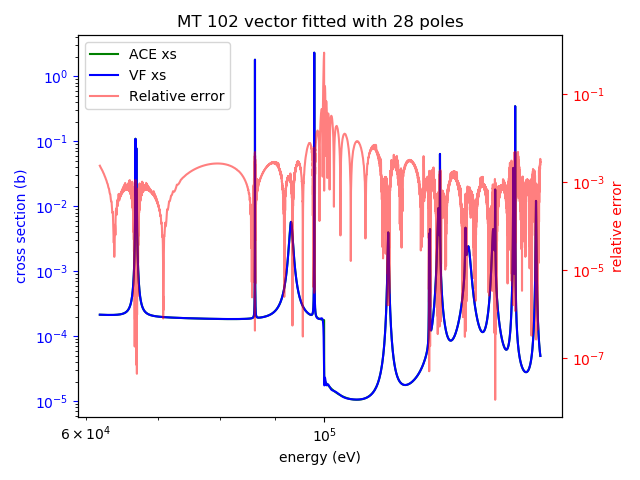 MT 102 vector fitted with 28 poles
ACE xs
VF xs
Relative error
cross section (b)
10^0
10^-1
10^-2
10^-3
10^-4
10^-5
10^-1
10^-3
10^-5
10^-7
relative error
6 × 10^4
10^5
energy (eV)